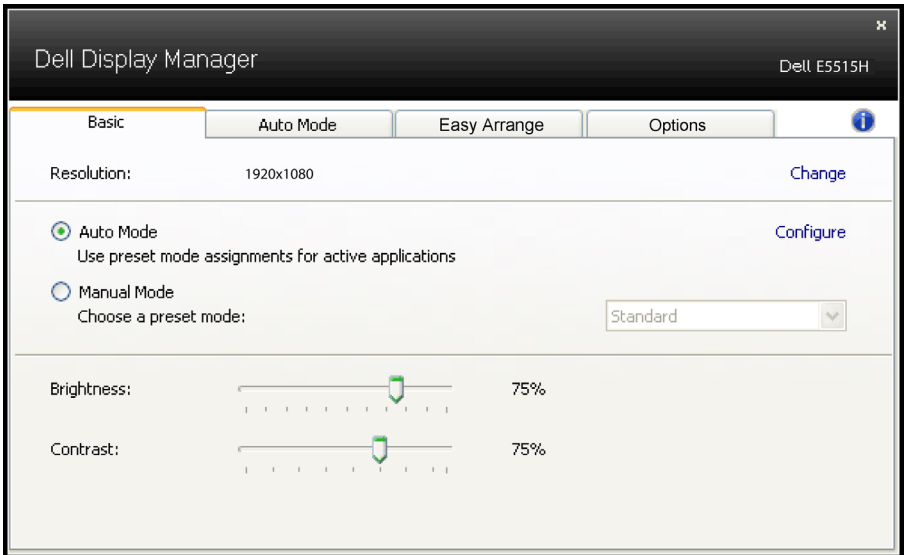 x
Dell Display Manager
Dell E5515H
Basic Auto Mode Easy Arrange Options i
Resolution: 1920x1080 Change
Auto Mode Configure
Use preset mode assignments for active applications
Manual Mode
Choose a preset mode: Standard
Brightness: 75%
Contrast: 75%